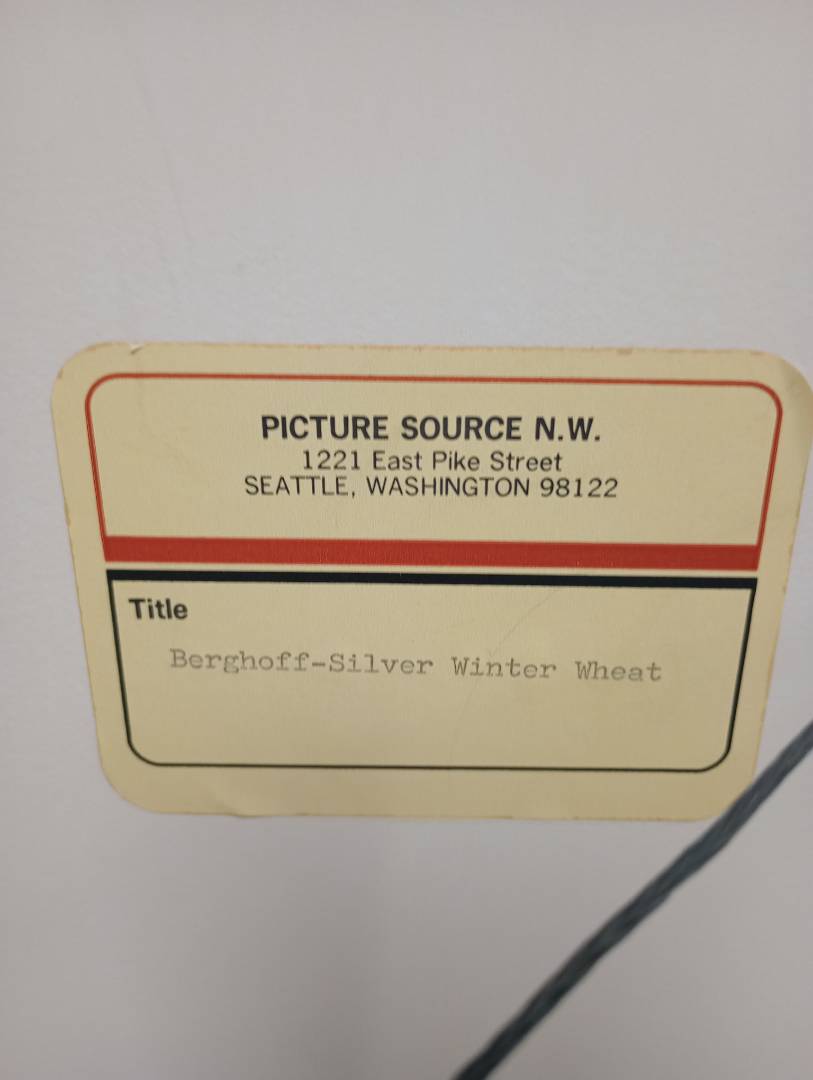 PICTURE SOURCE N.W.
1221 East Pike Street
SEATTLE, WASHINGTON 98122
Title
Berghoff-Silver Winter Wheat